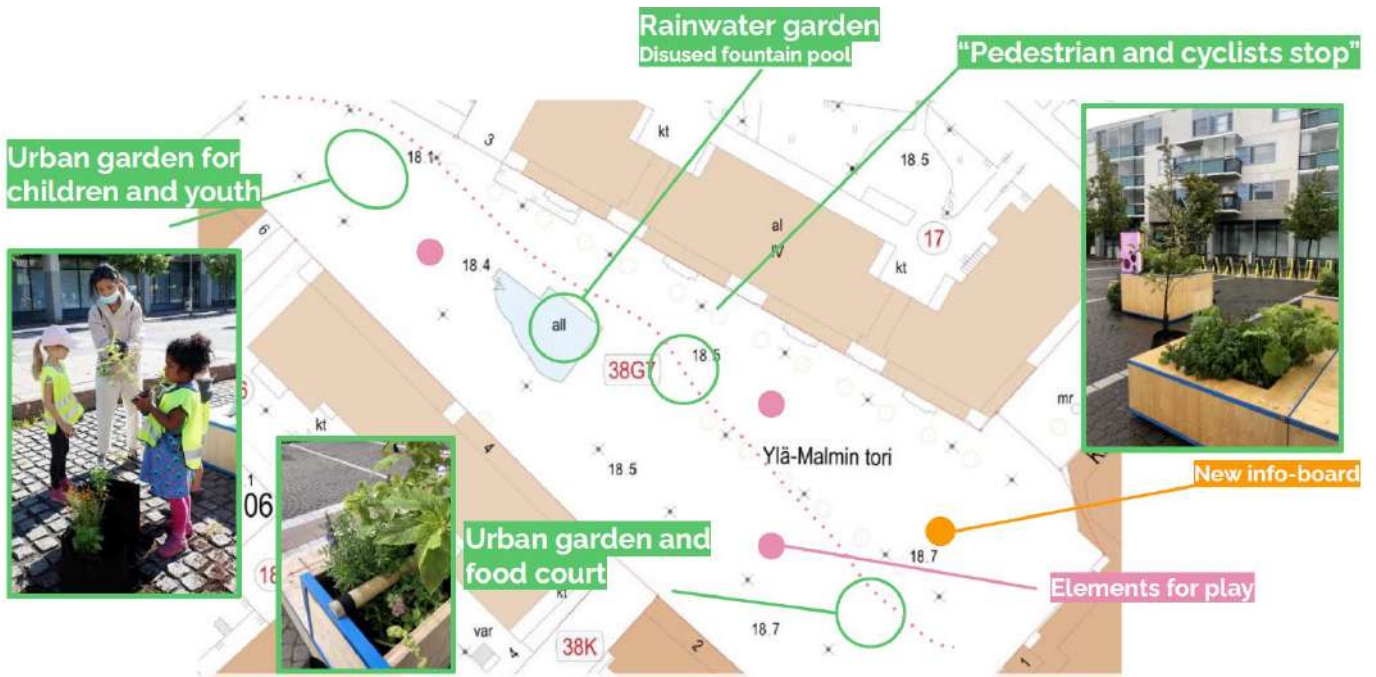 Rainwater garden
Disused fountain pool
“Pedestrian and cyclists stop”
Urban garden for
children and youth
3
kt
18.1
18.5
6
al
IV
17
kt
18.4
all
38G7
18.5
mr
kt
4
Ylä-Malmin tori
18.5
06
New info-board
Urban garden and
food court
18.7
Elements for play
kt
18.7
var
4
38K
2
1